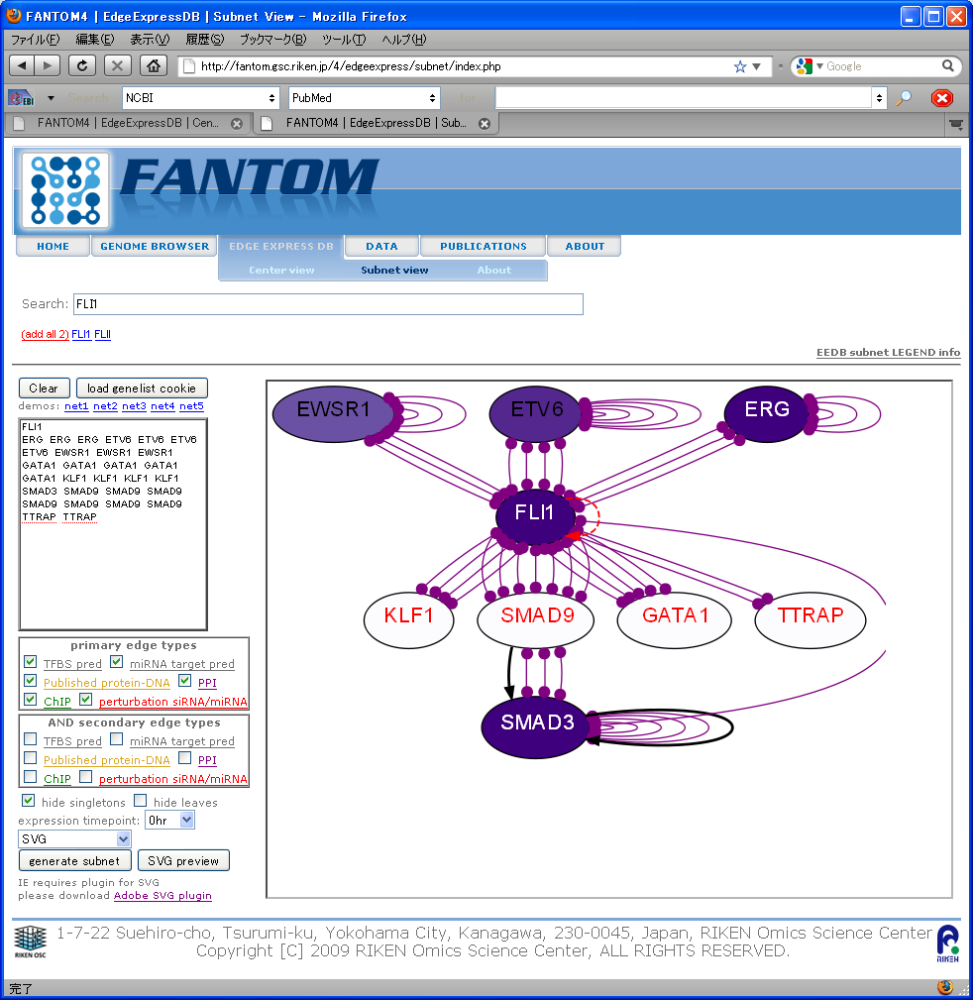 FANTOM4 | EdgeExpressDB | Subnet View - Mozilla Firefox
ファイル(F) 編集(E) 表示(V) 履歴(S) ブックマーク(B) ツール(T) ヘルプ(H)
http://fantom.gsc.riken.jp/4/edgeexpress/subnet/index.php
Google
EBI Search NCBI PubMed for
FANTOM4 | EdgeExpressDB | Cen...
FANTOM4 | EdgeExpressDB | Sub...
FANTOM
HOME GENOME BROWSER EDGE EXPRESS DB DATA PUBLICATIONS ABOUT
Center view Subnet view About
Search: FLI1
(add all 2) FLI1 FLII
EEDB subnet LEGEND info
Clear load genelist cookie
demos: net1 net2 net3 net4 net5
FLI1
ERG ERG ERG ETV6 ETV6 ETV6
ETV6 EWSR1 EWSR1 EWSR1
GATA1 GATA1 GATA1 GATA1
GATA1 KLF1 KLF1 KLF1 KLF1
SMAD3 SMAD9 SMAD9 SMAD9
SMAD9 SMAD9 SMAD9 SMAD9
TTRAP TTRAP
primary edge types
TFBS pred miRNA target pred
Published protein-DNA PPI
ChIP perturbation siRNA/miRNA
AND secondary edge types
TFBS pred miRNA target pred
Published protein-DNA PPI
ChIP perturbation siRNA/miRNA
hide singletons hide leaves
expression timepoint: 0hr
SVG
generate subnet SVG preview
IE requires plugin for SVG
please download Adobe SVG plugin
EWSR1 ETV6 ERG
FLI1
KLF1 SMAD9 GATA1 TTRAP
SMAD3
RIKEN OSC
1-7-22 Suehiro-cho, Tsurumi-ku, Yokohama City, Kanagawa, 230-0045, Japan, RIKEN Omics Science Center
Copyright [C] 2009 RIKEN Omics Science Center, ALL RIGHTS RESERVED.
RIKEN
完了